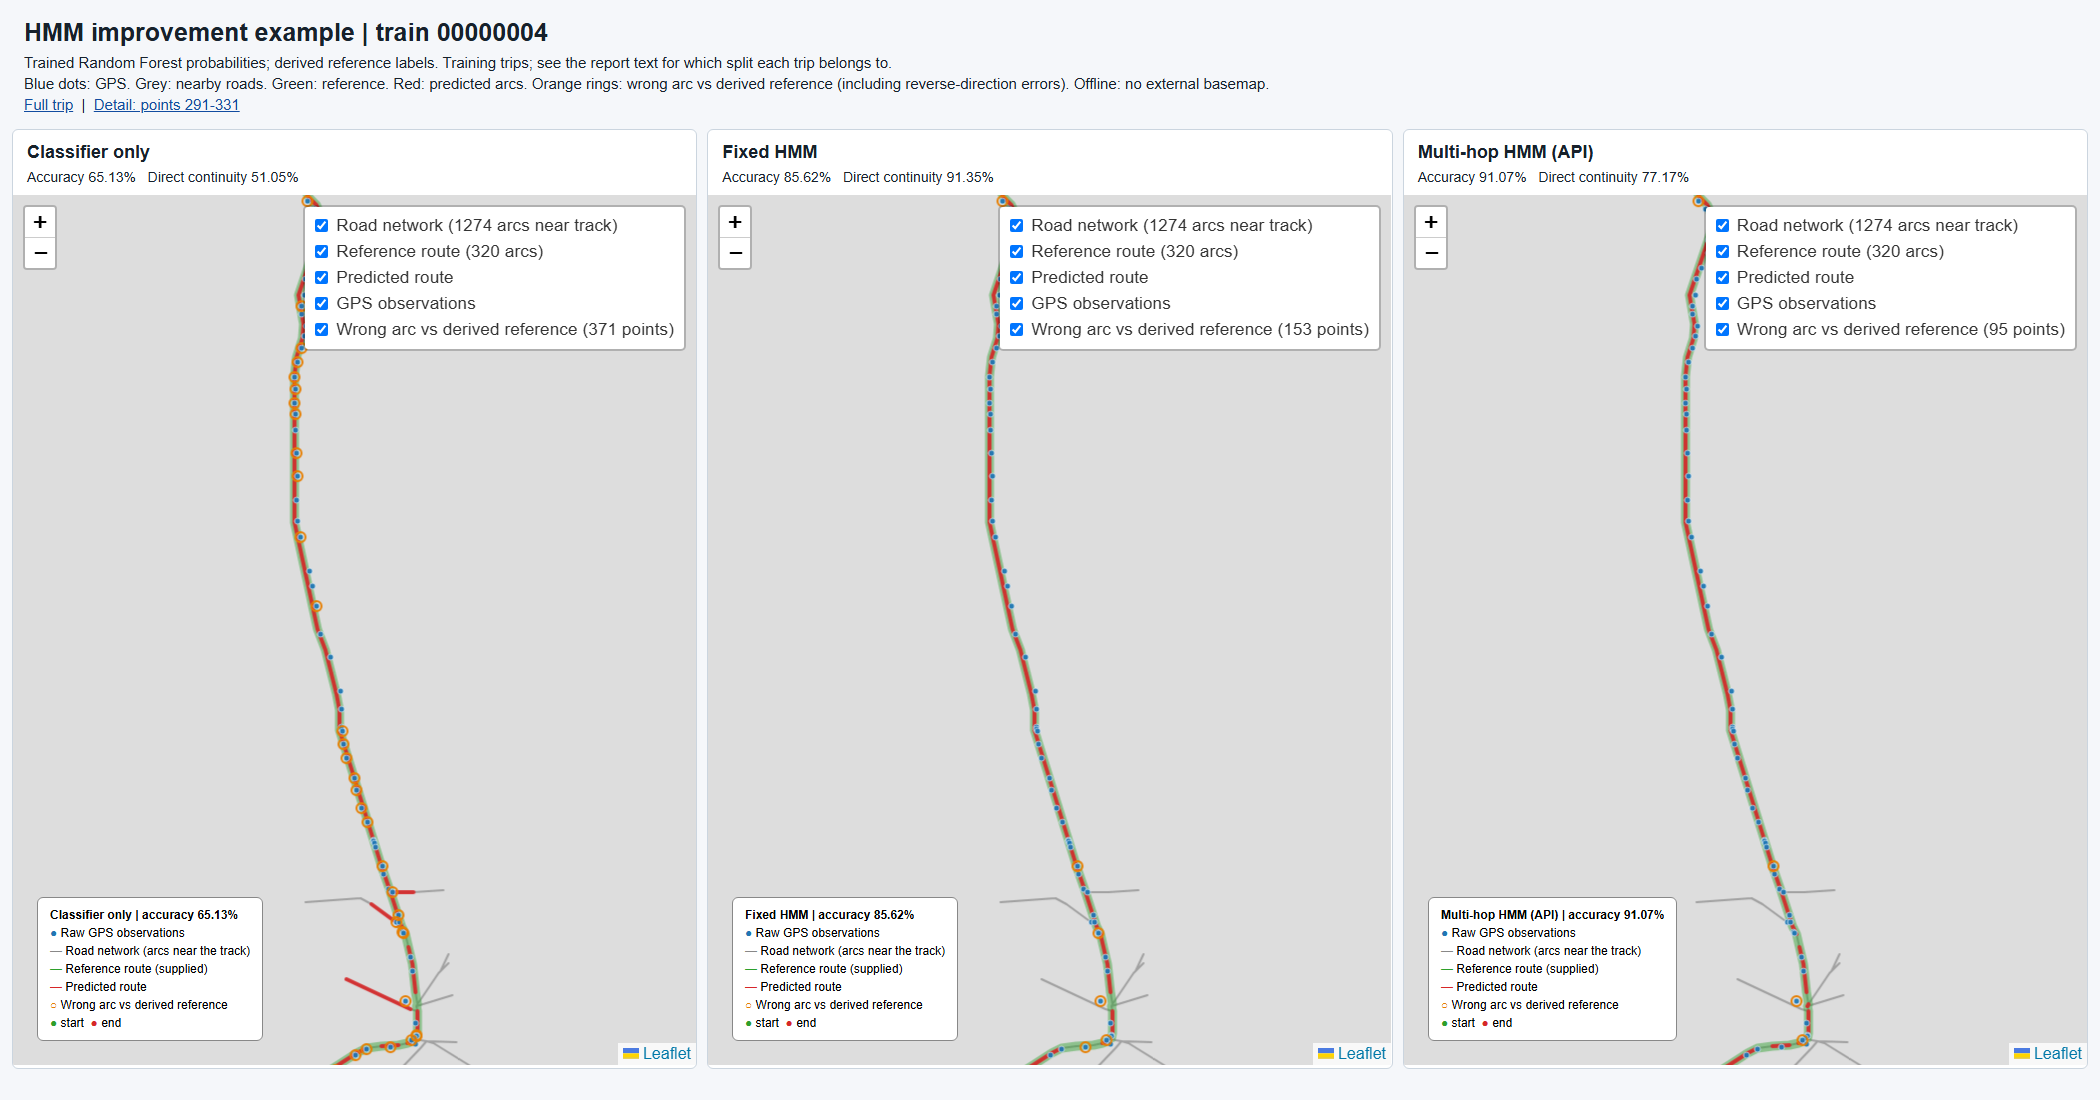 HMM improvement example | train 00000004
Trained Random Forest probabilities; derived reference labels. Training trips; see the report text for which split each trip belongs to.
Blue dots: GPS. Grey: nearby roads. Green: reference. Red: predicted arcs. Orange rings: wrong arc vs derived reference (including reverse-direction errors). Offline: no external basemap.
Full trip | Detail: points 291-331
Classifier only
Accuracy 65.13% Direct continuity 51.05%
+
−
Road network (1274 arcs near track)
Reference route (320 arcs)
Predicted route
GPS observations
Wrong arc vs derived reference (371 points)
Classifier only | accuracy 65.13%
● Raw GPS observations
— Road network (arcs near the track)
— Reference route (supplied)
— Predicted route
○ Wrong arc vs derived reference
● start ● end
Leaflet
Fixed HMM
Accuracy 85.62% Direct continuity 91.35%
+
−
Road network (1274 arcs near track)
Reference route (320 arcs)
Predicted route
GPS observations
Wrong arc vs derived reference (153 points)
Fixed HMM | accuracy 85.62%
● Raw GPS observations
— Road network (arcs near the track)
— Reference route (supplied)
— Predicted route
○ Wrong arc vs derived reference
● start ● end
Leaflet
Multi-hop HMM (API)
Accuracy 91.07% Direct continuity 77.17%
+
−
Road network (1274 arcs near track)
Reference route (320 arcs)
Predicted route
GPS observations
Wrong arc vs derived reference (95 points)
Multi-hop HMM (API) | accuracy 91.07%
● Raw GPS observations
— Road network (arcs near the track)
— Reference route (supplied)
— Predicted route
○ Wrong arc vs derived reference
● start ● end
Leaflet